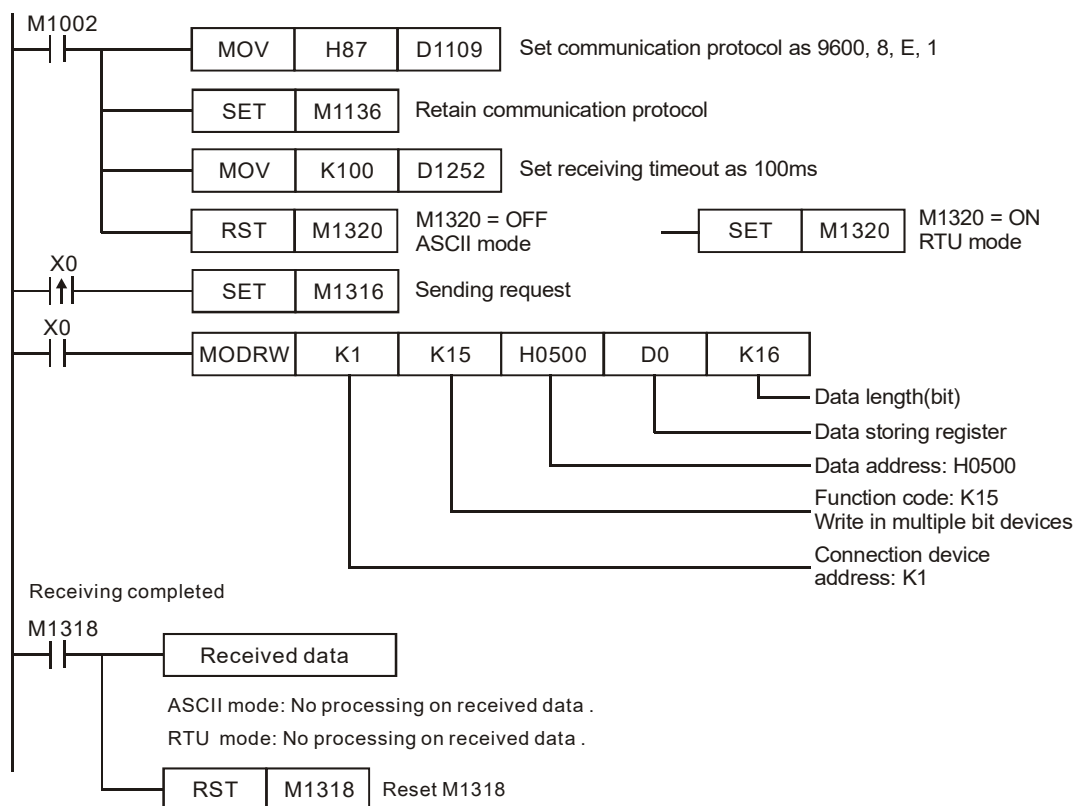 M1002
MOV H87 D1109 Set communication protocol as 9600, 8, E, 1
SET M1136 Retain communication protocol
MOV K100 D1252 Set receiving timeout as 100ms
RST M1320 M1320 = OFF
ASCII mode
SET M1320 M1320 = ON
RTU mode
X0
SET M1316 Sending request
X0
MODRW K1 K15 H0500 D0 K16
Data length(bit)
Data storing register
Data address: H0500
Function code: K15
Write in multiple bit devices
Connection device
address: K1
Receiving completed
M1318
Received data
ASCII mode: No processing on received data .
RTU mode: No processing on received data .
RST M1318 Reset M1318